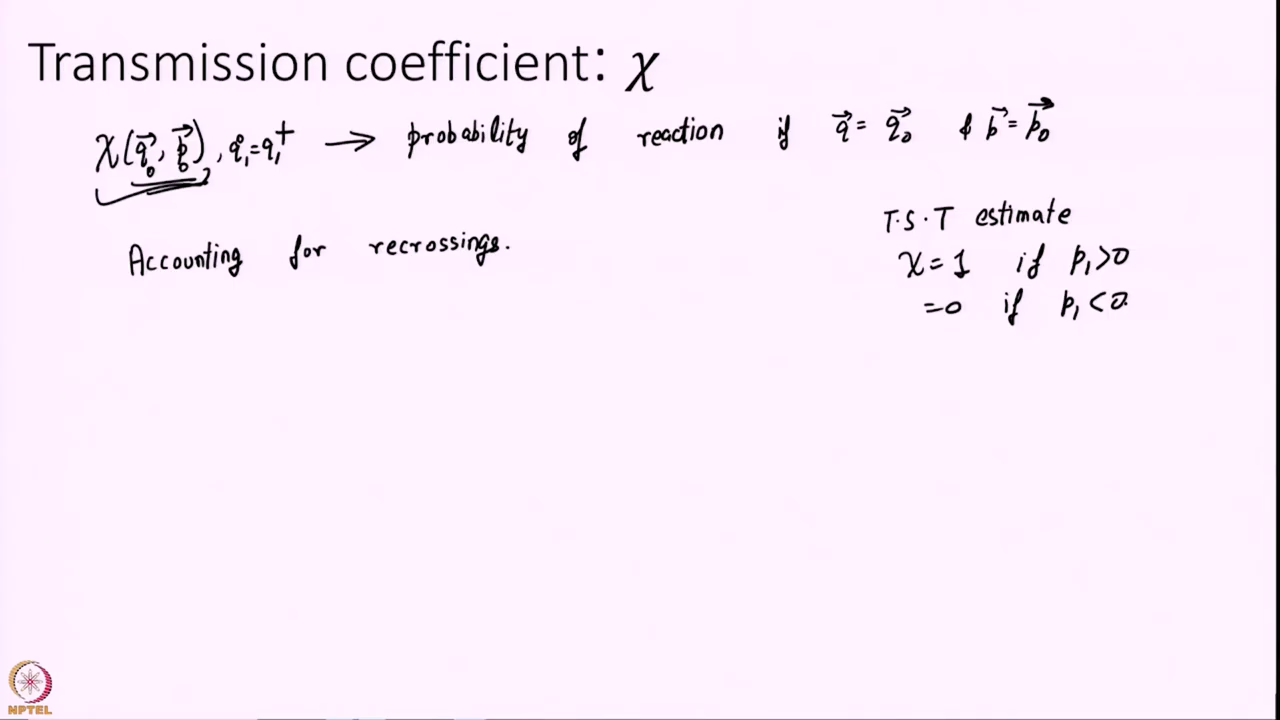 Transmission coefficient: χ
χ(q⃗₀, p⃗₀), q₁=q₁⁺ → probability of reaction if q⃗ = q⃗₀ & p⃗ = p⃗₀
T.S.T estimate
Accounting for recrossings.
χ = 1 if p₁>0
=0 if p₁<0.
NPTEL